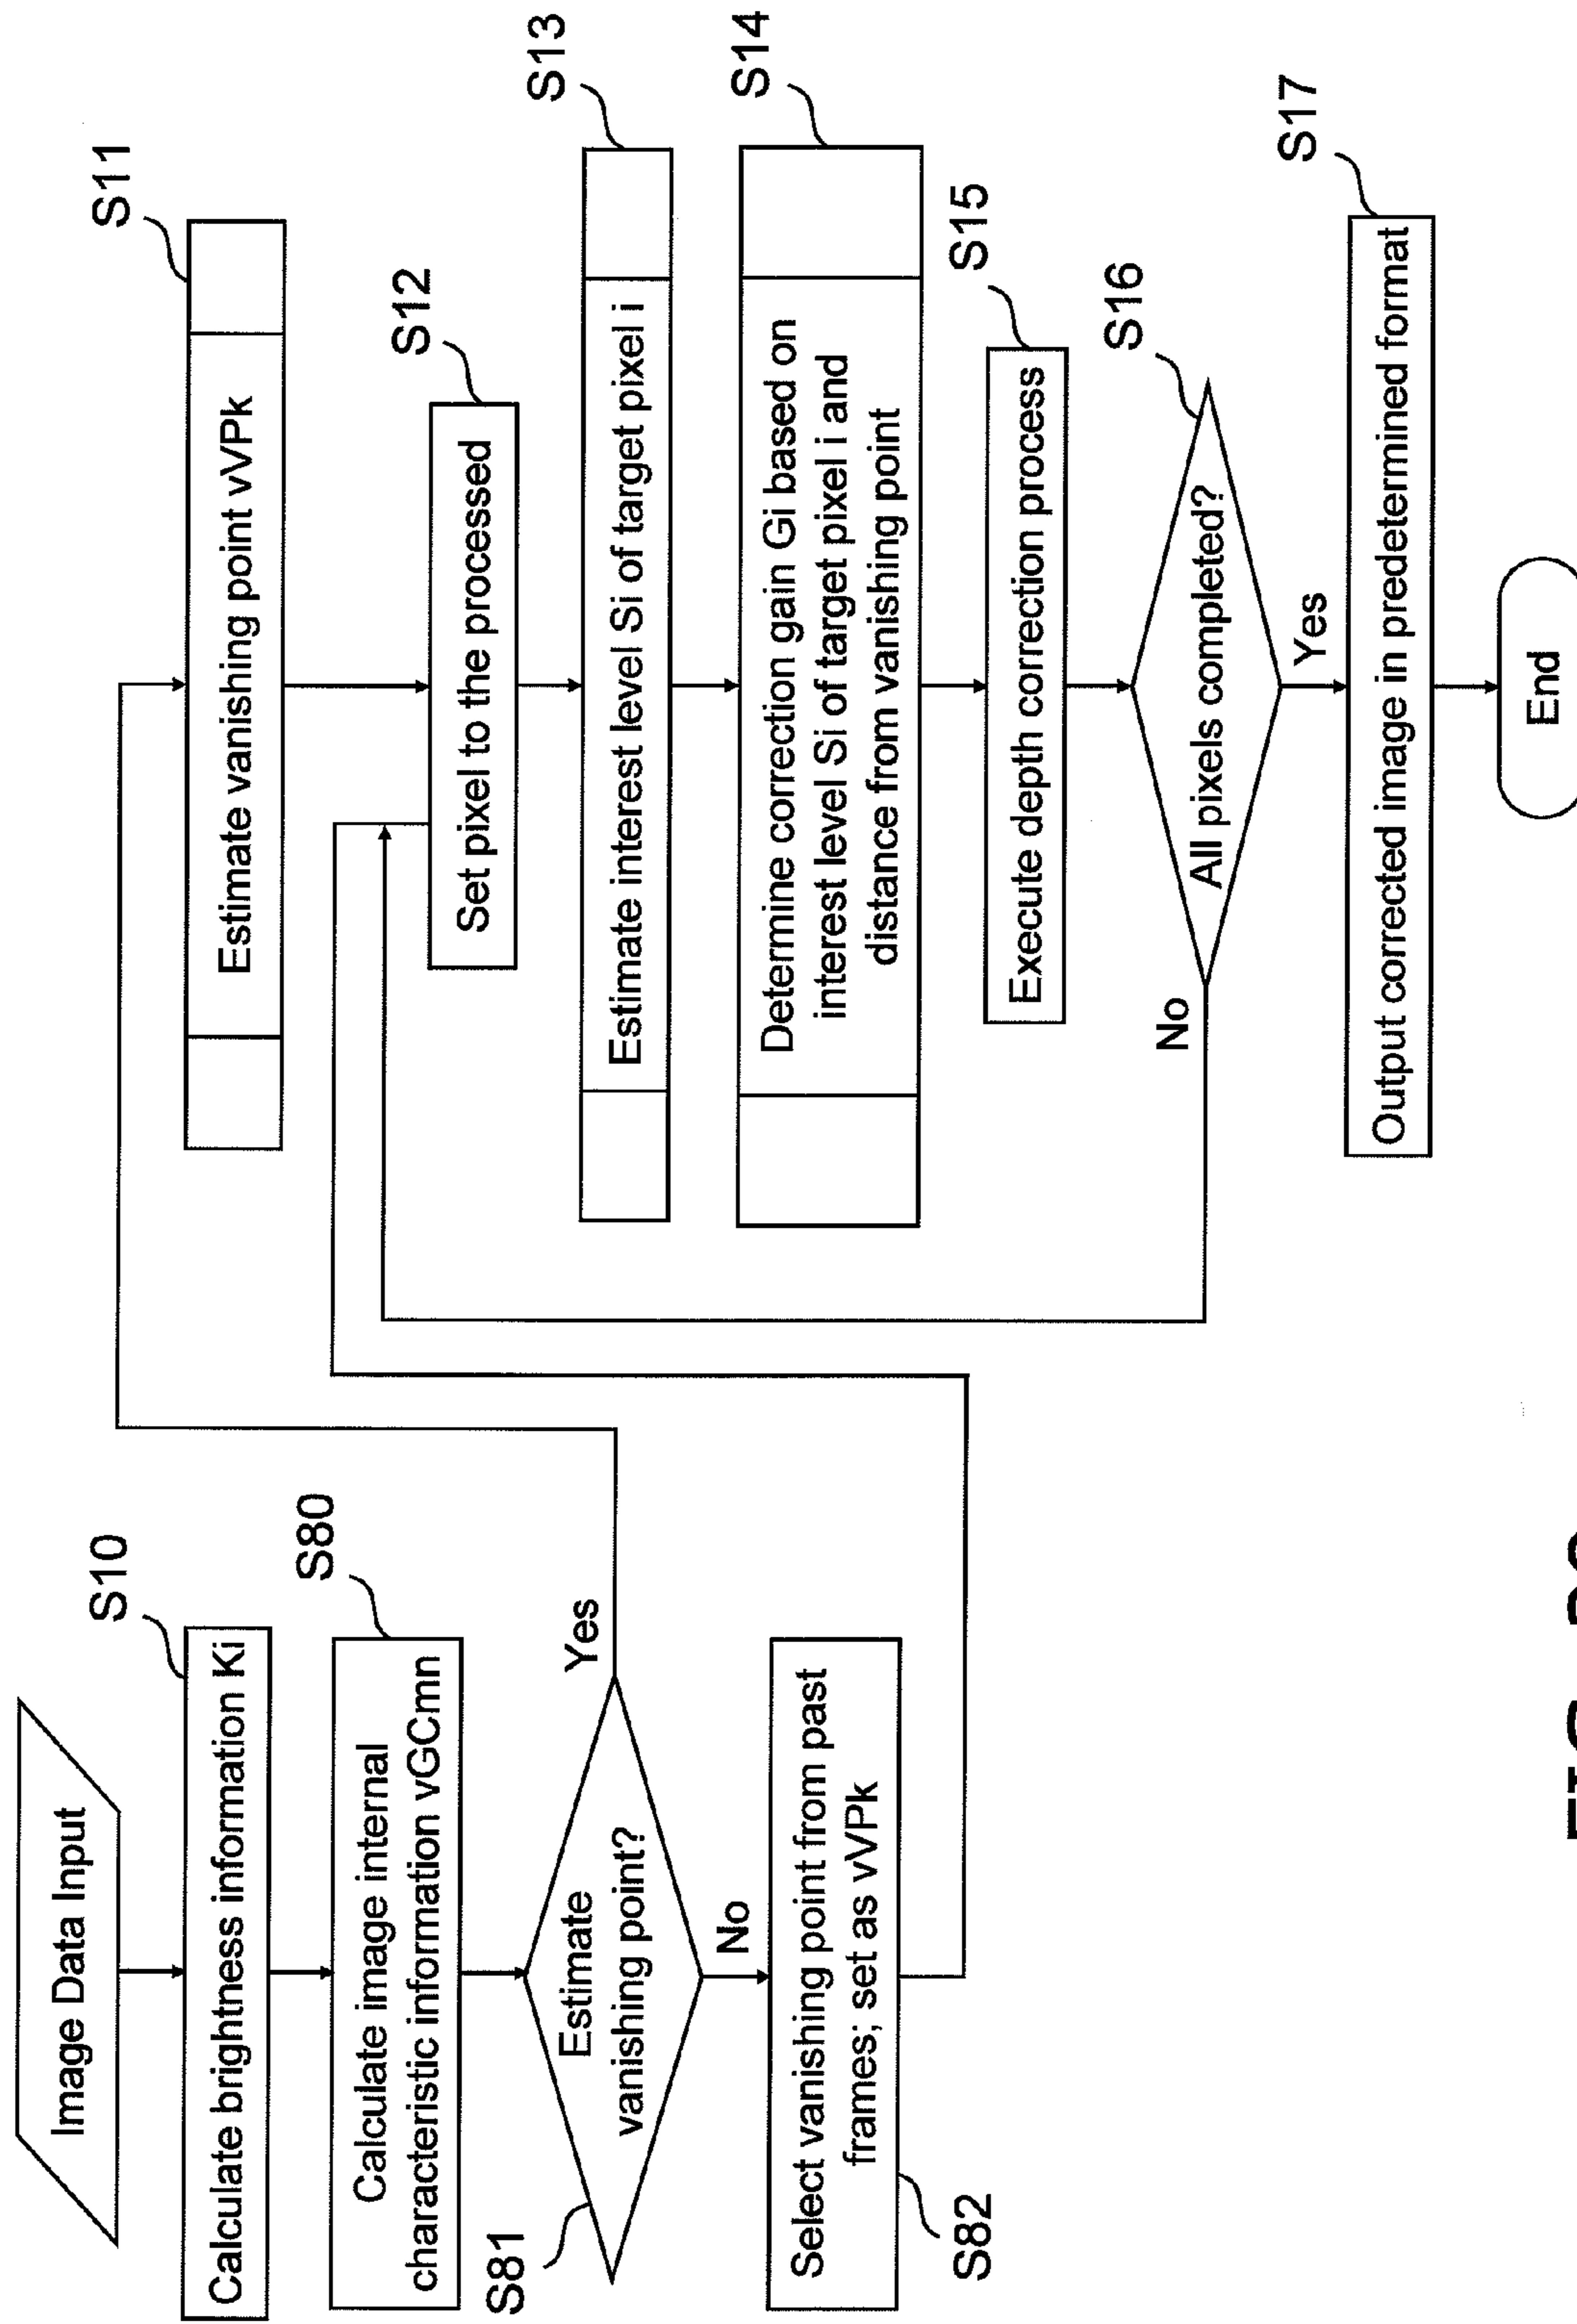 Image Data Input
S10
Calculate brightness information Ki
S80
Calculate image internal
characteristic information vGCmn
S81
Estimate
vanishing point?
Yes
No
Select vanishing point from past
frames; set as vVPk
S82
S11
Estimate vanishing point vVPk
S12
Set pixel to the processed
S13
Estimate interest level Si of target pixel i
S14
Determine correction gain Gi based on
interest level Si of target pixel i and
distance from vanishing point
S15
Execute depth correction process
S16
All pixels completed?
No
Yes
S17
Output corrected image in predetermined format
End